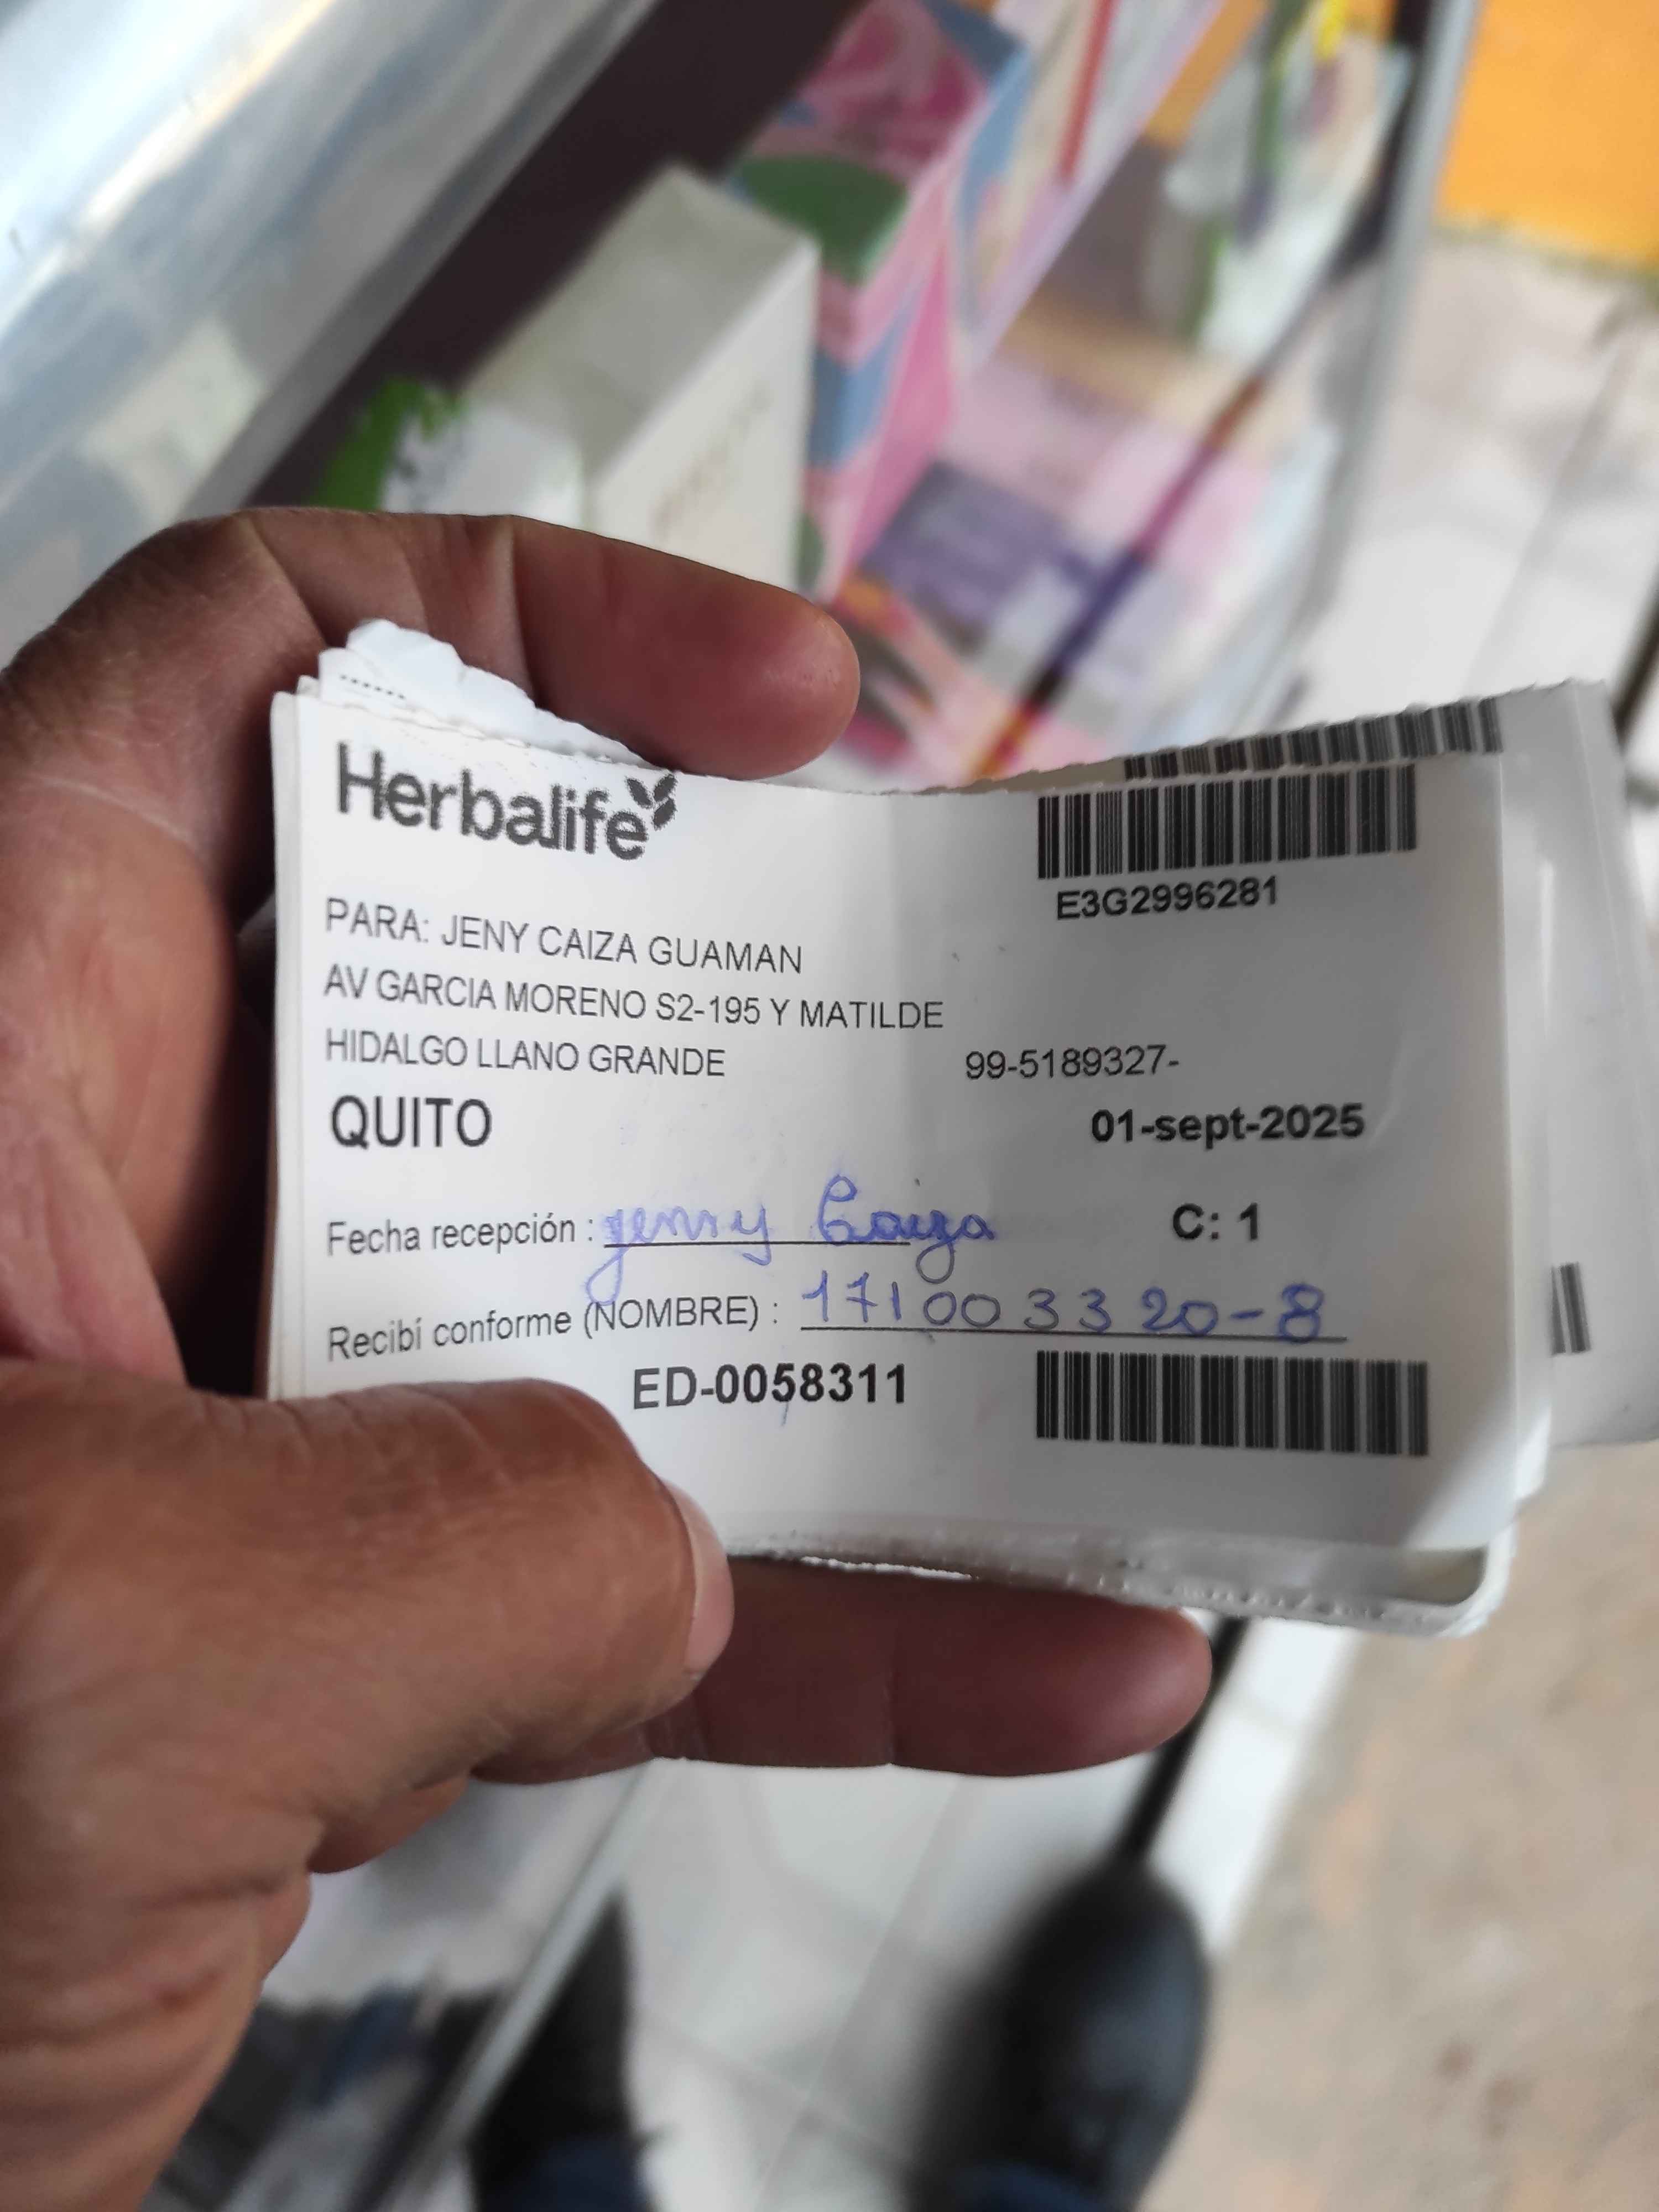 Herbalife
E3G2996281
PARA: JENY CAIZA GUAMAN
AV GARCIA MORENO S2-195 Y MATILDE
HIDALGO LLANO GRANDE 99-5189327-
QUITO 01-sept-2025
Fecha recepción : jenny Caiza C: 1
Recibí conforme (NOMBRE) : 171003320-8
ED-0058311